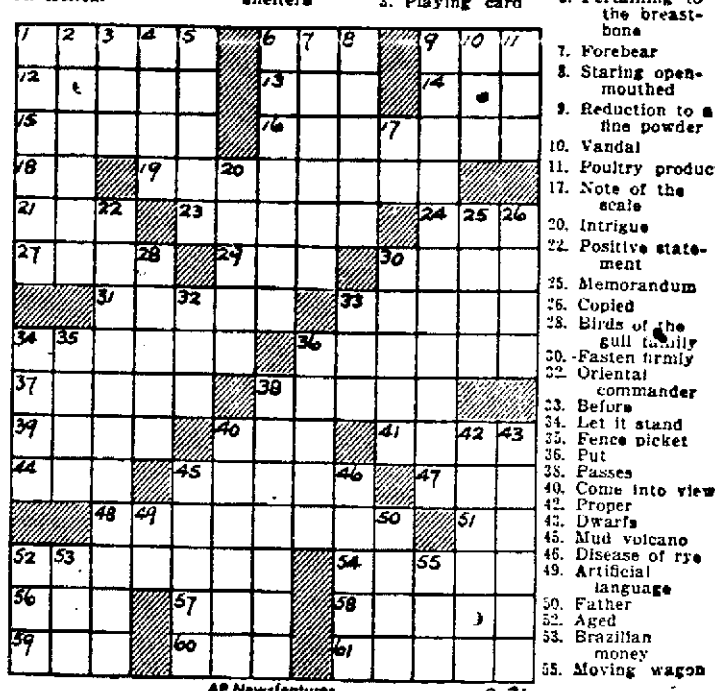 shelters
3. Playing card
Pertaining to
the breast-
bone
7. Forebear
8. Staring open-
mouthed
9. Reduction to a
fine powder
10. Vandal
11. Poultry produc
17. Note of the
scale
20. Intrigue
22. Positive state-
ment
25. Memorandum
26. Copied
28. Birds of the
gull family
30. Fasten firmly
32. Oriental
commander
33. Before
34. Let it stand
35. Fence picket
36. Put
38. Passes
40. Come into view
42. Proper
43. Dwarfs
45. Mud volcano
46. Disease of rye
49. Artificial
language
50. Father
52. Aged
53. Brazilian
money
55. Moving wagon
1 2 3 4 5 6 7 8 9 10 11
12 13 14
15 16 17
18 19 20
21 22 23 24 25 26
27 28 29 30
31 32 33
34 35 36
37 38
39 40 41 42 43
44 45 46 47
48 49 50 51
52 53 54 55
56 57 58
59 60 61
AP Newsfeatures